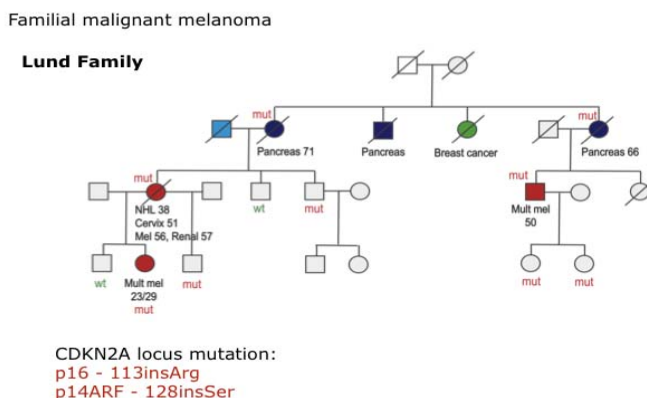 Familial malignant melanoma
Lund Family
mut
mut
Pancreas 71
Pancreas
Breast cancer
Pancreas 66
mut
mut
NHL 38
Cervix 51
Mel 56, Renal 57
wt
mut
Mult mel
50
wt
Mult mel
23/29
mut
mut
mut
mut
CDKN2A locus mutation:
p16 - 113insArg
p14ARF - 128insSer